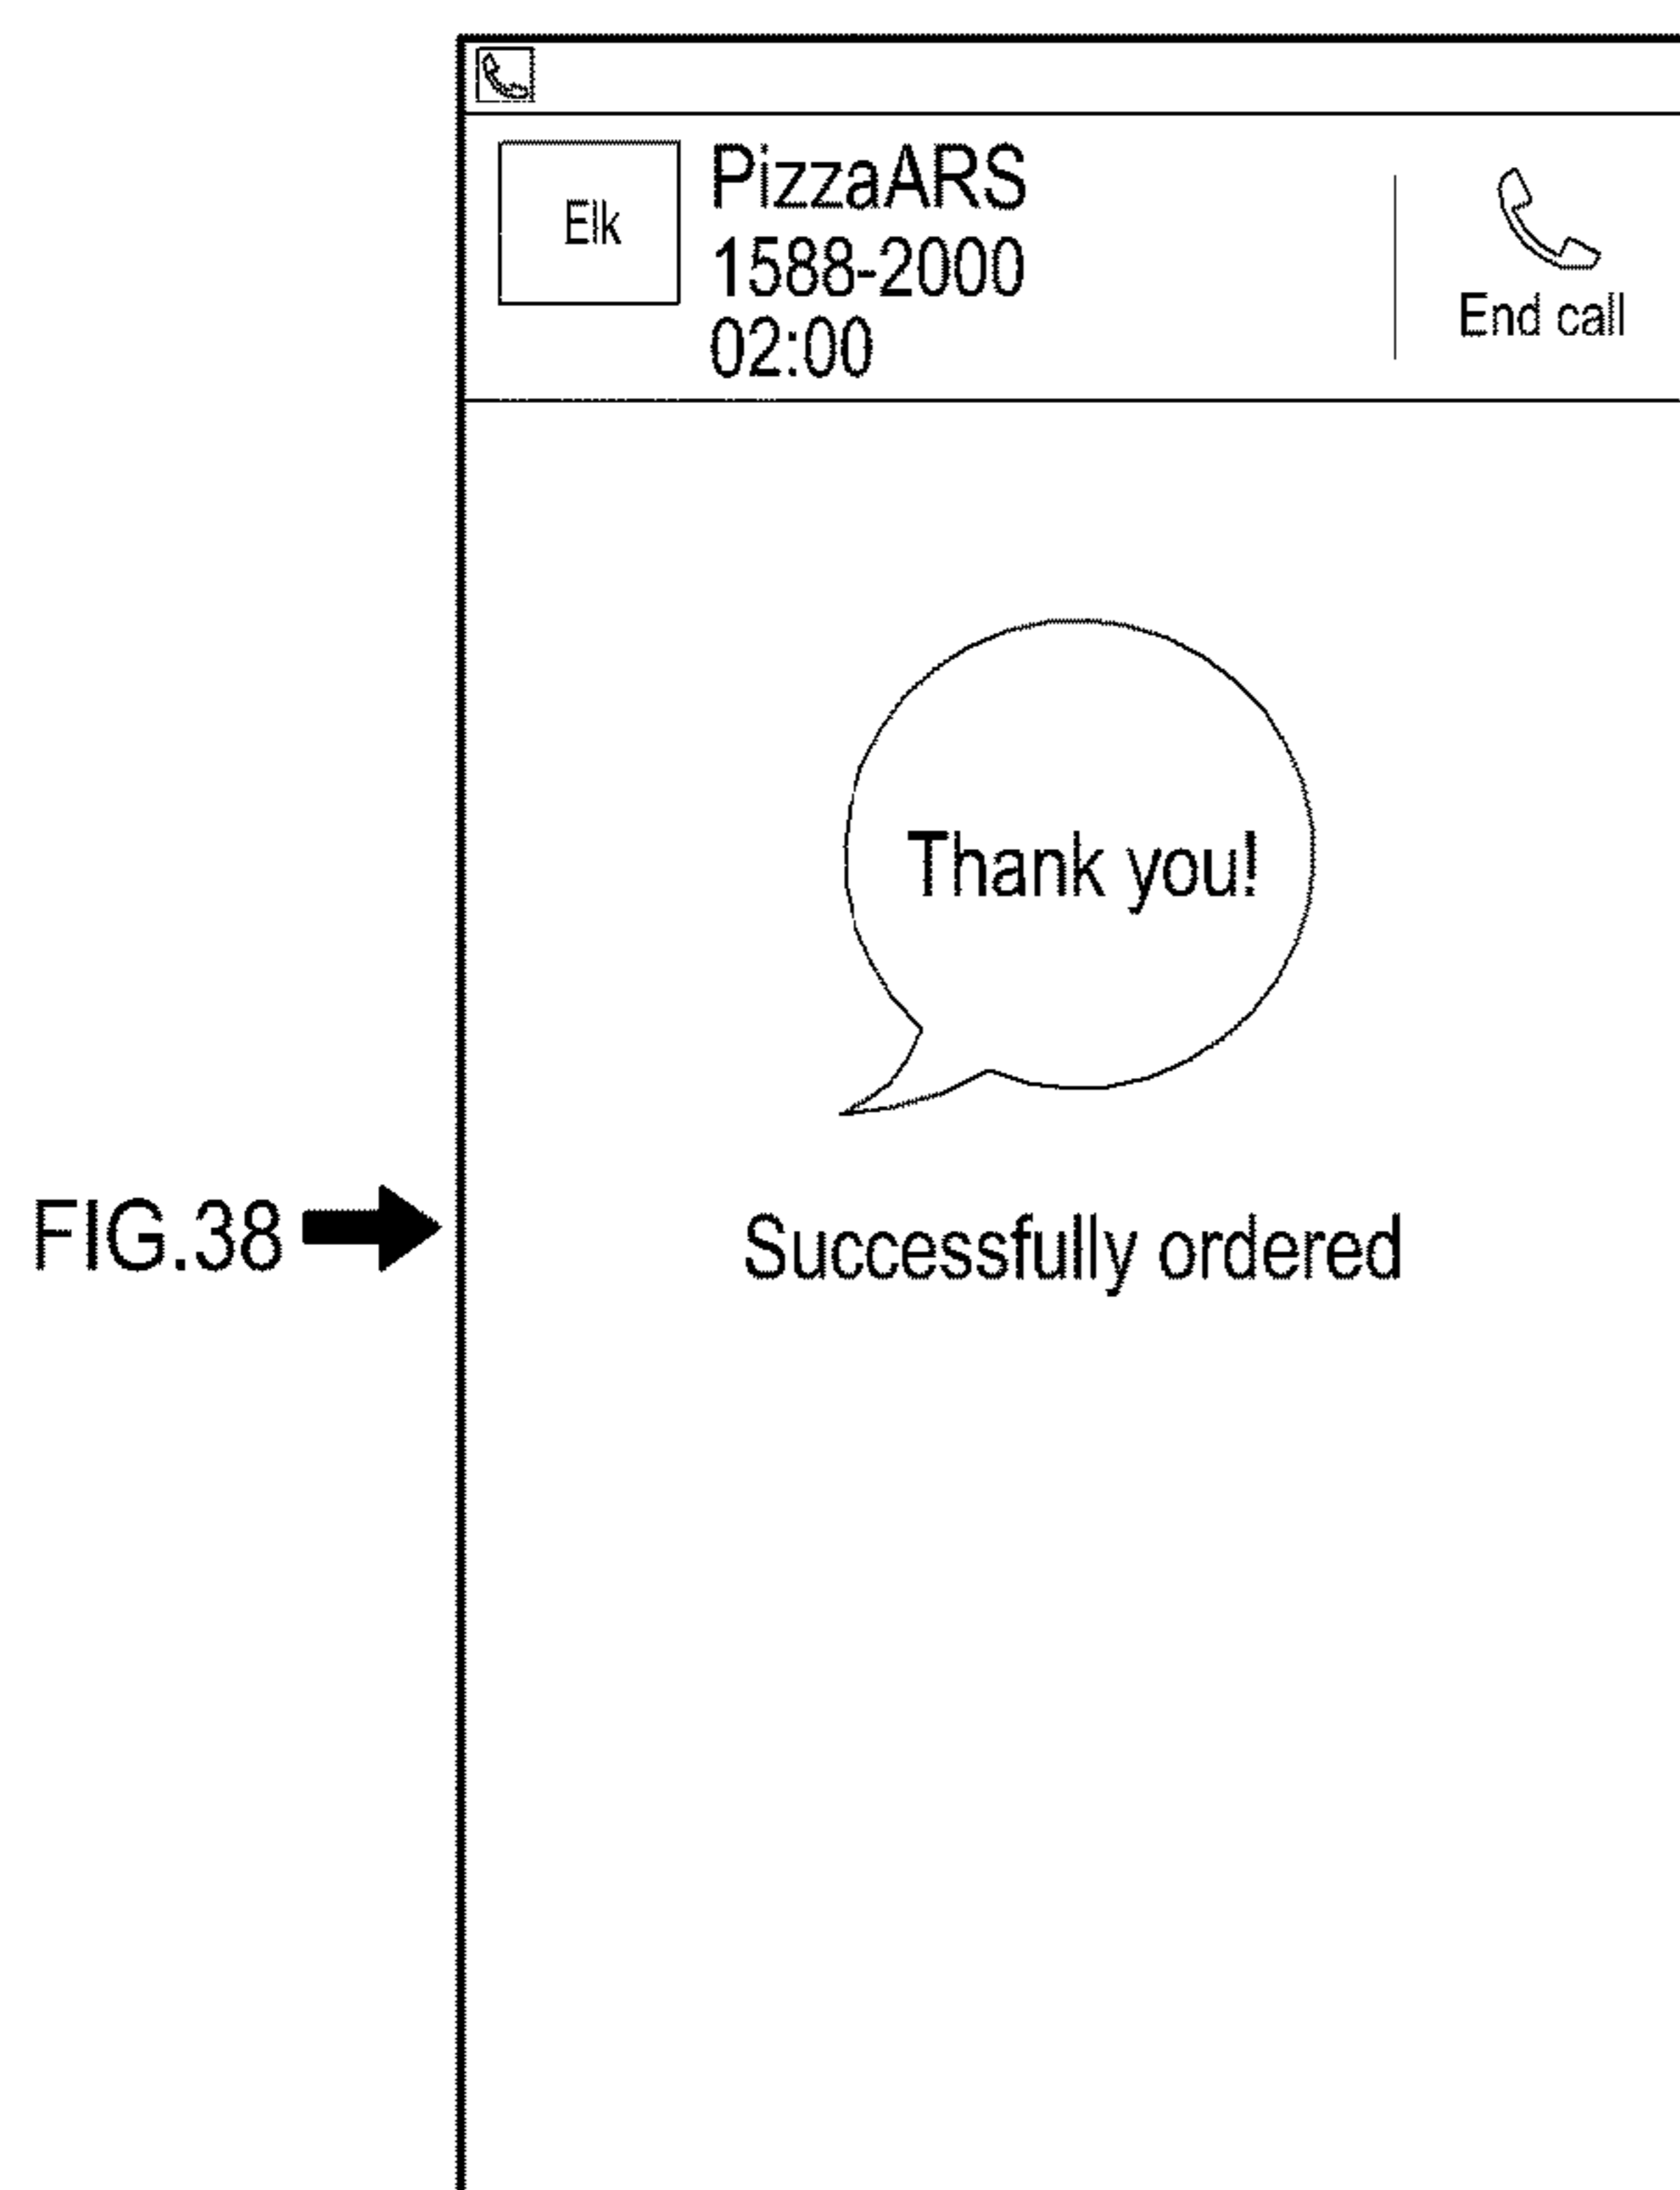 Elk
PizzaARS
1588-2000
02:00
End call
Thank you!
FIG.38
Successfully ordered